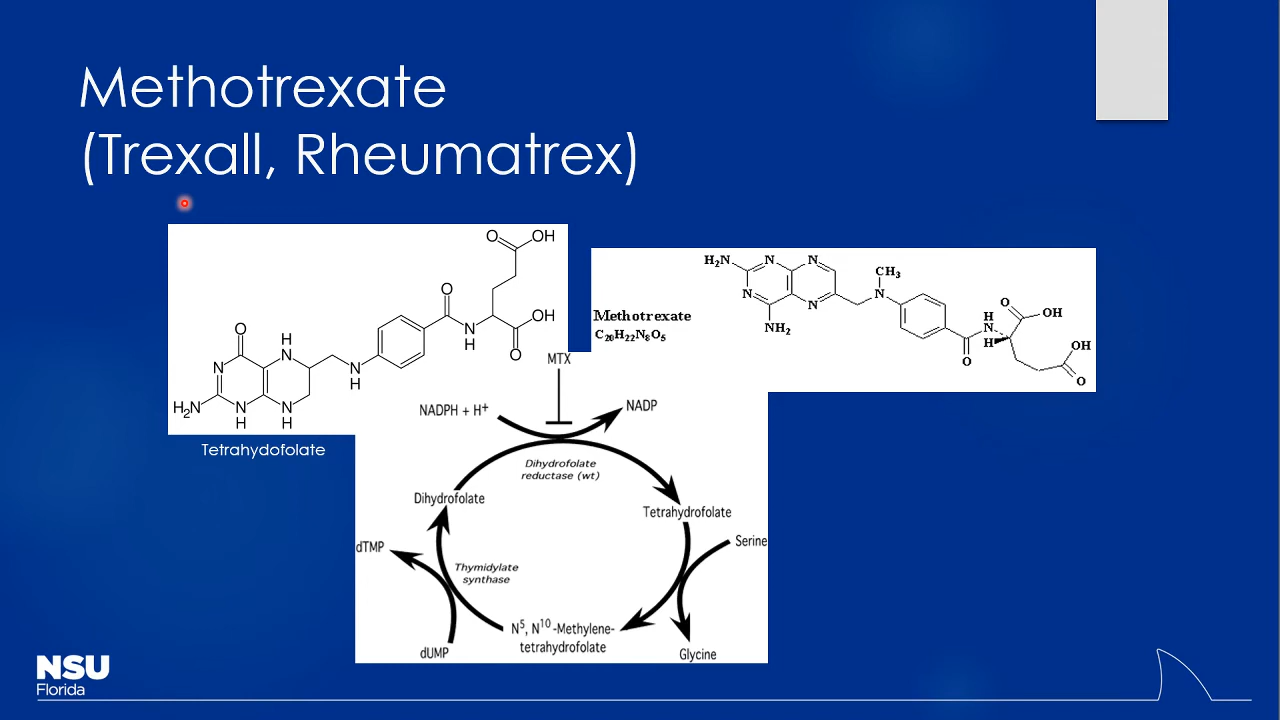 Methotrexate
(Trexall, Rheumatrex)
O
OH
O
OH
N
H
O
O
N
H
H
N
N
H₂N
N
H
N
H
Tetrahydofolate
Methotrexate
C₂₀H₂₂N₈O₅
H₂N
N
N
CH₃
N
N
N
NH₂
O
OH
H
N
H
O
OH
O
MTX
NADPH + H⁺
NADP
Dihydrofolate
reductase (wt)
Dihydrofolate
Tetrahydrofolate
Serine
dTMP
Thymidylate
synthase
N⁵, N¹⁰-Methylene-
tetrahydrofolate
dUMP
Glycine
NSU
Florida